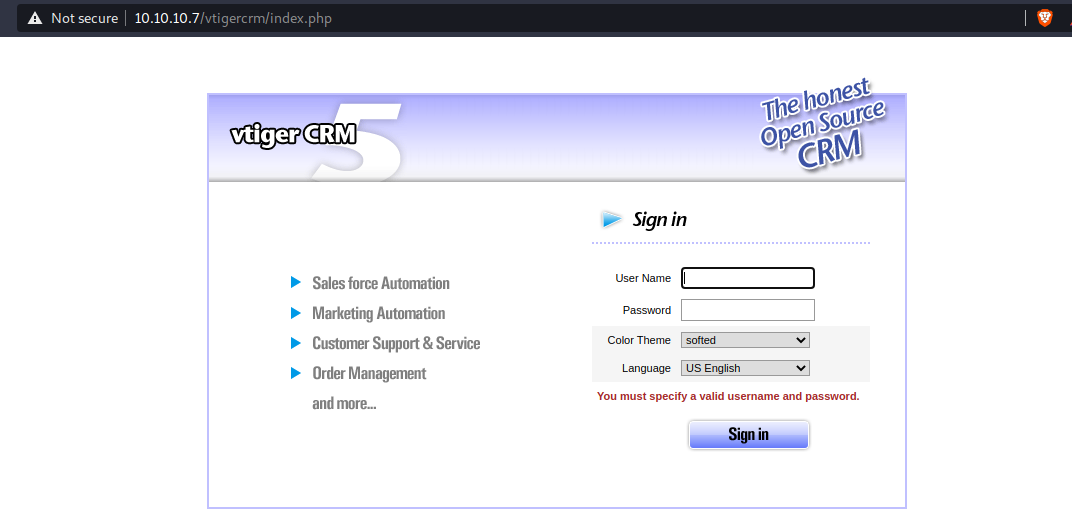 Not secure 10.10.10.7/vtigercrm/index.php
vtiger CRM 5
The honest
Open Source
CRM
Sign in
User Name
Password
Color Theme softed
Language US English
You must specify a valid username and password.
Sign in
Sales force Automation
Marketing Automation
Customer Support & Service
Order Management
and more...